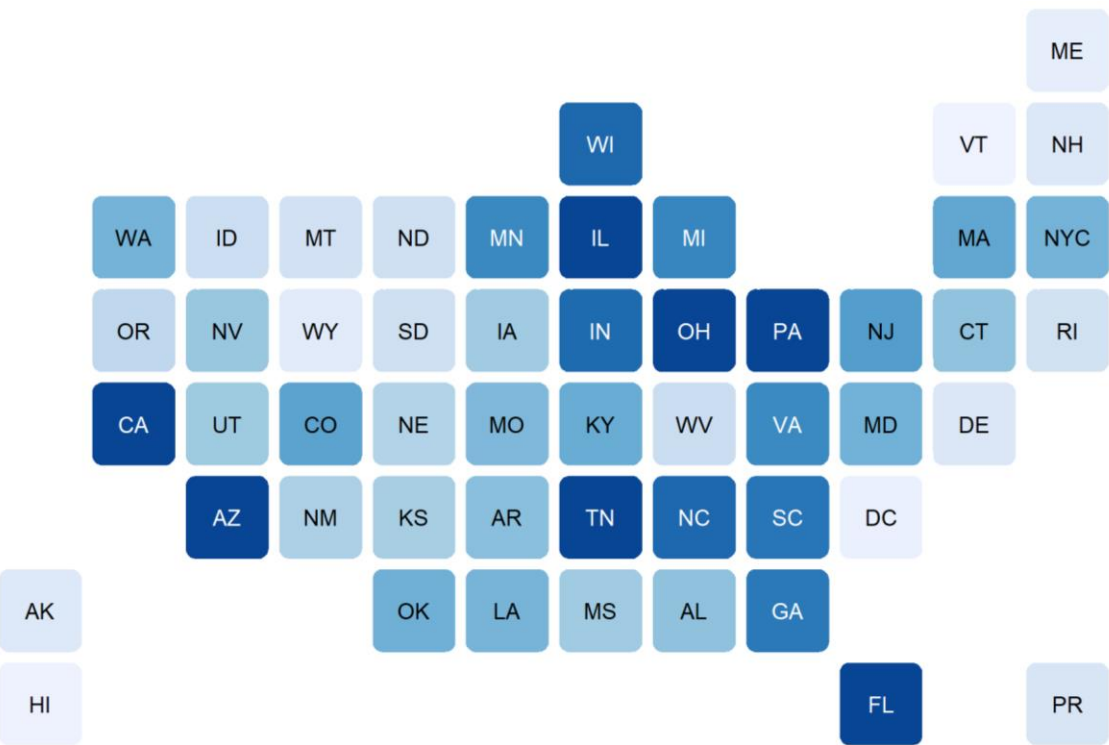 ME
WI VT NH
WA ID MT ND MN IL MI MA NYC
OR NV WY SD IA IN OH PA NJ CT RI
CA UT CO NE MO KY WV VA MD DE
AZ NM KS AR TN NC SC DC
AK OK LA MS AL GA
HI FL PR